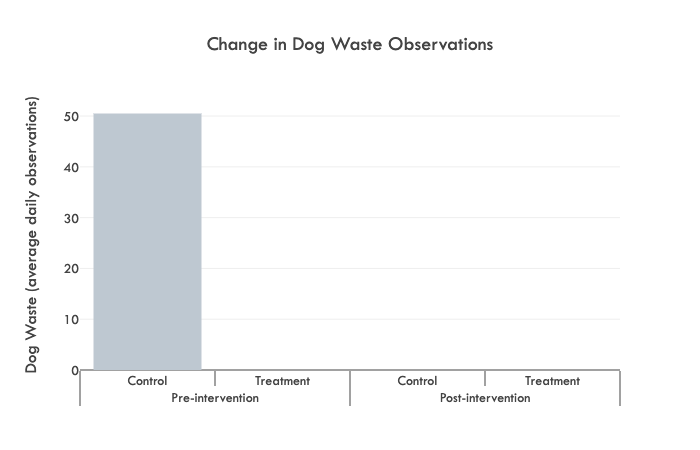 Change in Dog Waste Observations
Dog Waste (average daily observations)
50
40
30
20
10
0
Control Treatment Control Treatment
Pre-intervention Post-intervention